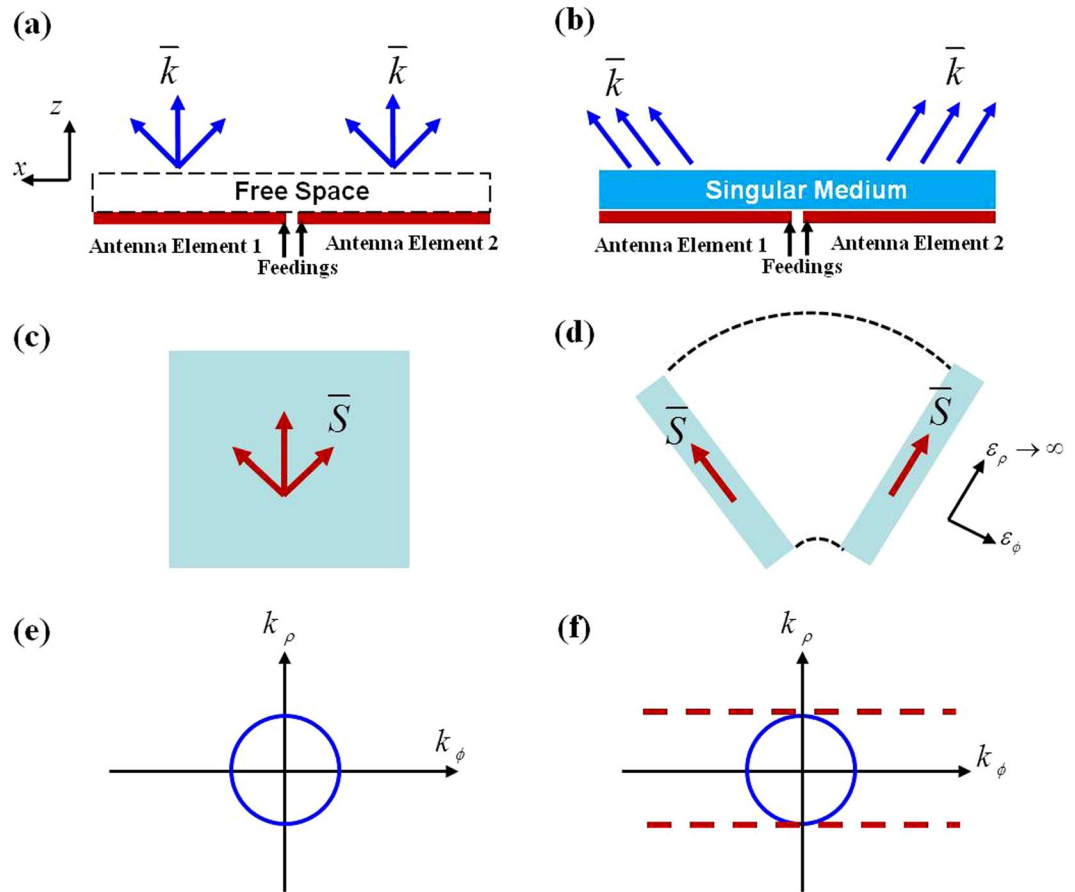 (a)
k̅
k̅
z
x
Free Space
Antenna Element 1
Antenna Element 2
Feedings
(b)
k̅
k̅
Singular Medium
Antenna Element 1
Antenna Element 2
Feedings
(c)
S̅
(d)
S̅
S̅
ε_ρ → ∞
ε_ϕ
(e)
k_ρ
k_ϕ
(f)
k_ρ
k_ϕ